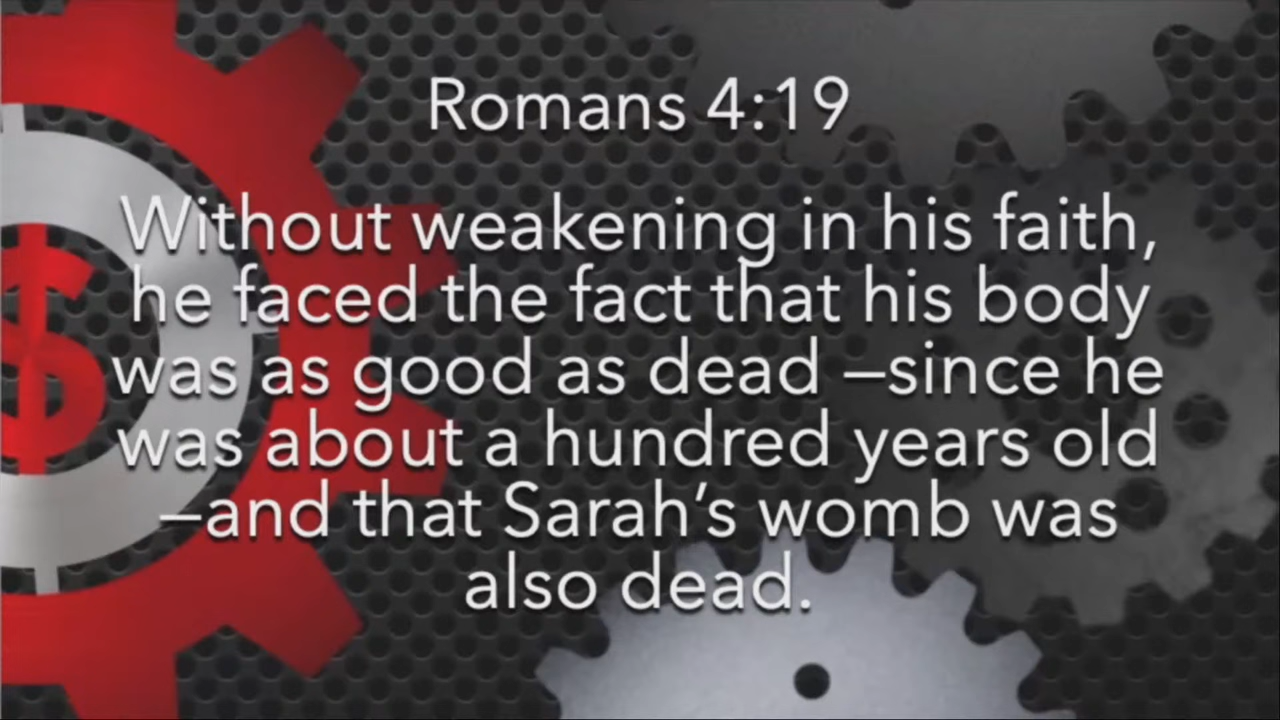 Romans 4:19
Without weakening in his faith,
he faced the fact that his body
was as good as dead –since he
was about a hundred years old
–and that Sarah’s womb was
also dead.
$